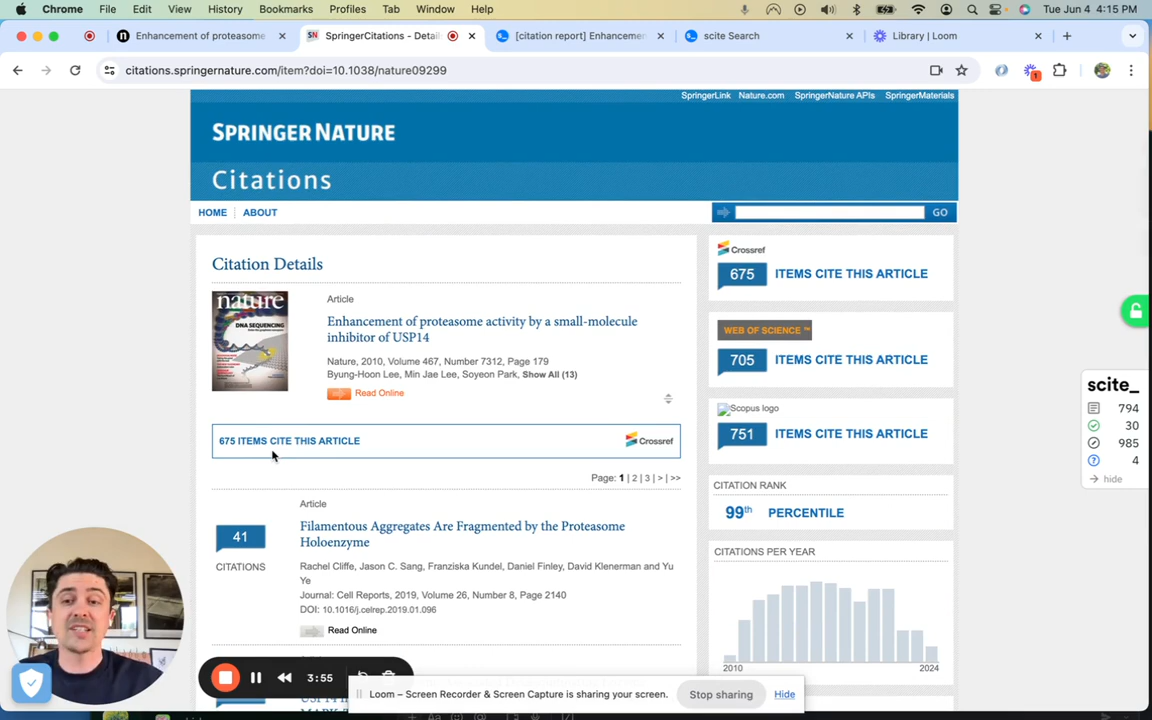 Chrome File Edit View History Bookmarks Profiles Tab Window Help Tue Jun 4 4:15 PM
Enhancement of proteasome
SpringerCitations - Detai
[citation report] Enhancemen
scite Search
Library | Loom
citations.springernature.com/item?doi=10.1038/nature09299
1
SpringerLink Nature.com SpringerNature APIs SpringerMaterials
SPRINGER NATURE
Citations
HOME ABOUT
GO
Citation Details
nature
DNA SEQUENCING
Article
Enhancement of proteasome activity by a small-molecule
inhibitor of USP14
Nature, 2010, Volume 467, Number 7312, Page 179
Byung-Hoon Lee, Min Jae Lee, Soyeon Park, Show All (13)
Read Online
675 ITEMS CITE THIS ARTICLE
Crossref
Page: 1 | 2 | 3 | > | >>
Article
Filamentous Aggregates Are Fragmented by the Proteasome
Holoenzyme
41
CITATIONS
Rachel Cliffe, Jason C. Sang, Franziska Kundel, Daniel Finley, David Klenerman and Yu
Ye
Journal: Cell Reports, 2019, Volume 26, Number 8, Page 2140
DOI: 10.1016/j.celrep.2019.01.096
Read Online
Crossref
675 ITEMS CITE THIS ARTICLE
WEB OF SCIENCE ™
705 ITEMS CITE THIS ARTICLE
Scopus logo
751 ITEMS CITE THIS ARTICLE
CITATION RANK
99th PERCENTILE
CITATIONS PER YEAR
2010 2024
scite_
794
30
985
4
hide
3:55
Loom – Screen Recorder & Screen Capture is sharing your screen.
Stop sharing
Hide